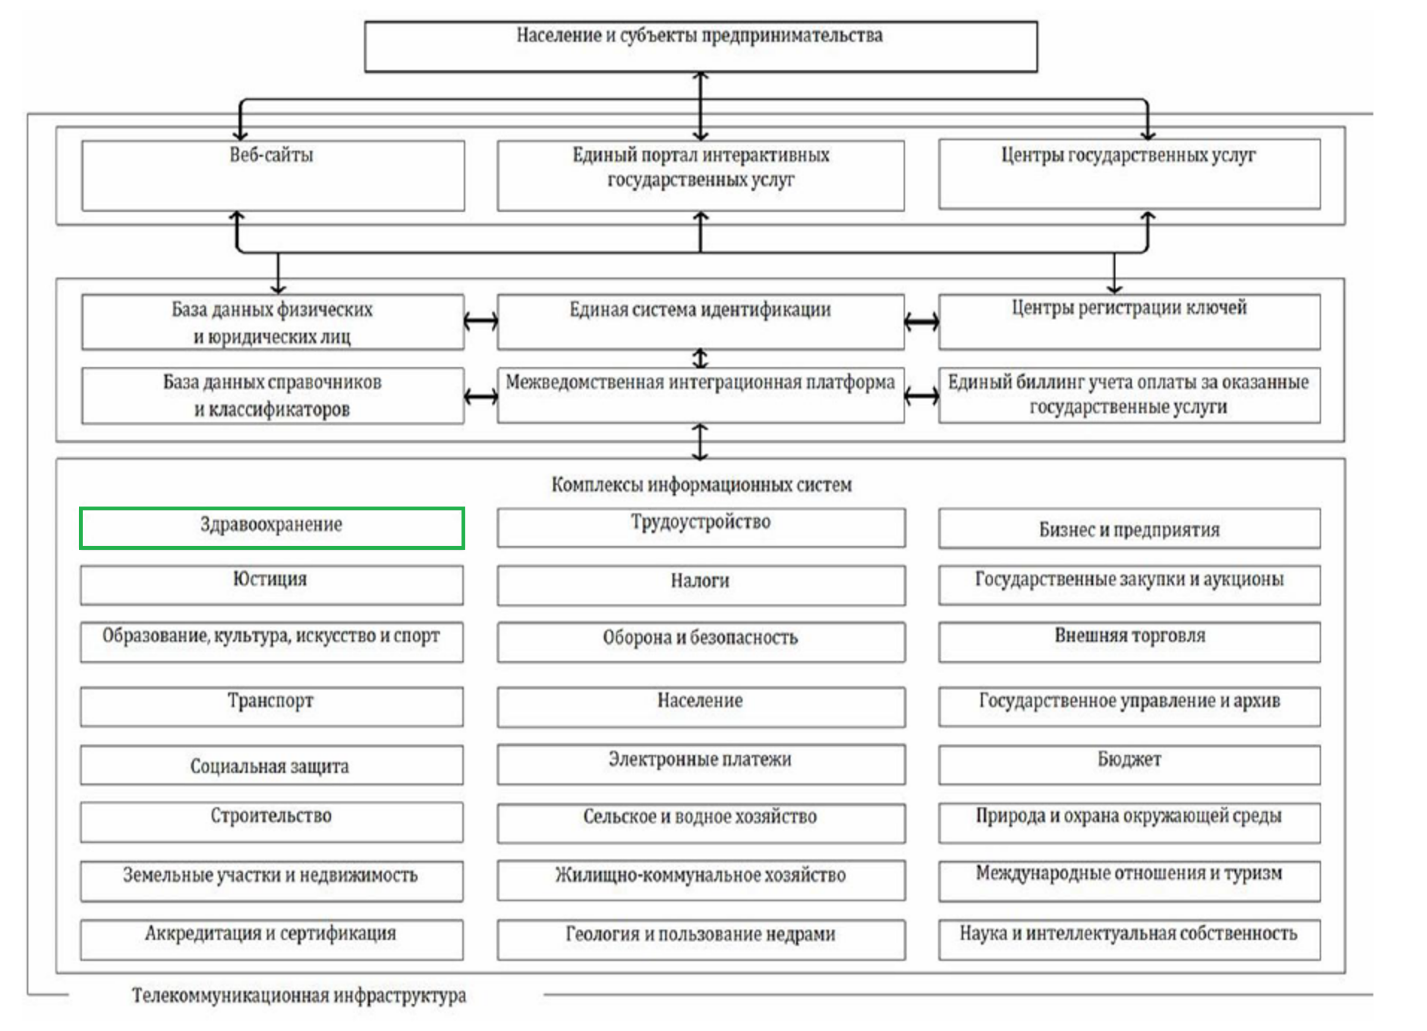 Население и субъекты предпринимательства
Веб-сайты
Единый портал интерактивных
государственных услуг
Центры государственных услуг
База данных физических
и юридических лиц
Единая система идентификации
Центры регистрации ключей
База данных справочников
и классификаторов
Межведомственная интеграционная платформа
Единый биллинг учета оплаты за оказанные
государственные услуги
Комплексы информационных систем
Здравоохранение
Трудоустройство
Бизнес и предприятия
Юстиция
Налоги
Государственные закупки и аукционы
Образование, культура, искусство и спорт
Оборона и безопасность
Внешняя торговля
Транспорт
Население
Государственное управление и архив
Социальная защита
Электронные платежи
Бюджет
Строительство
Сельское и водное хозяйство
Природа и охрана окружающей среды
Земельные участки и недвижимость
Жилищно-коммунальное хозяйство
Международные отношения и туризм
Аккредитация и сертификация
Геология и пользование недрами
Наука и интеллектуальная собственность
Телекоммуникационная инфраструктура